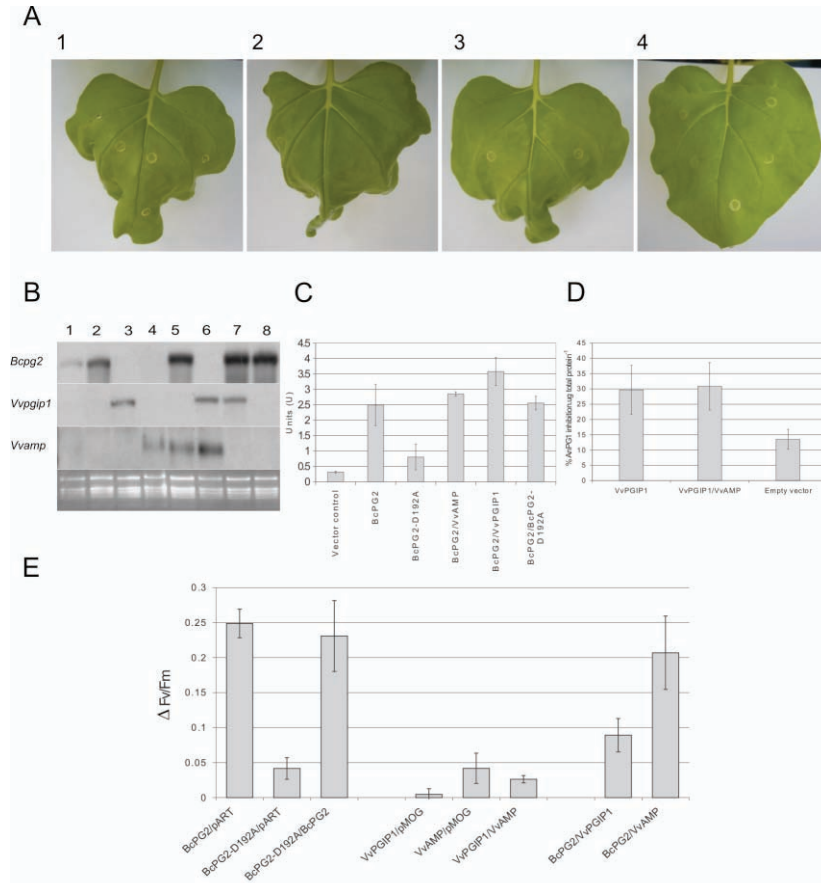 A
1 2 3 4
B
1 2 3 4 5 6 7 8
Bcpg2
Vvpgip1
Vvamp
C
Units (U)
4.5
4
3.5
3
2.5
2
1.5
1
0.5
0
Vector control
BcPG2
BcPG2-D192A
BcPG2/VvAMP
BcPG2/VvPGIP1
BcPG2/BcPG2-
D192A
D
% AnPG1 inhibition.ug total protein⁻¹
45
40
35
30
25
20
15
10
5
0
VvPGIP1
VvPGIP1/VvAMP
Empty vector
E
Δ Fv/Fm
0.3
0.25
0.2
0.15
0.1
0.05
0
BcPG2/pART
BcPG2-D192A/pART
BcPG2-D192A/BcPG2
VvPGIP1/pMOG
VvAMP/pMOG
VvPGIP1/VvAMP
BcPG2/VvPGIP1
BcPG2/VvAMP